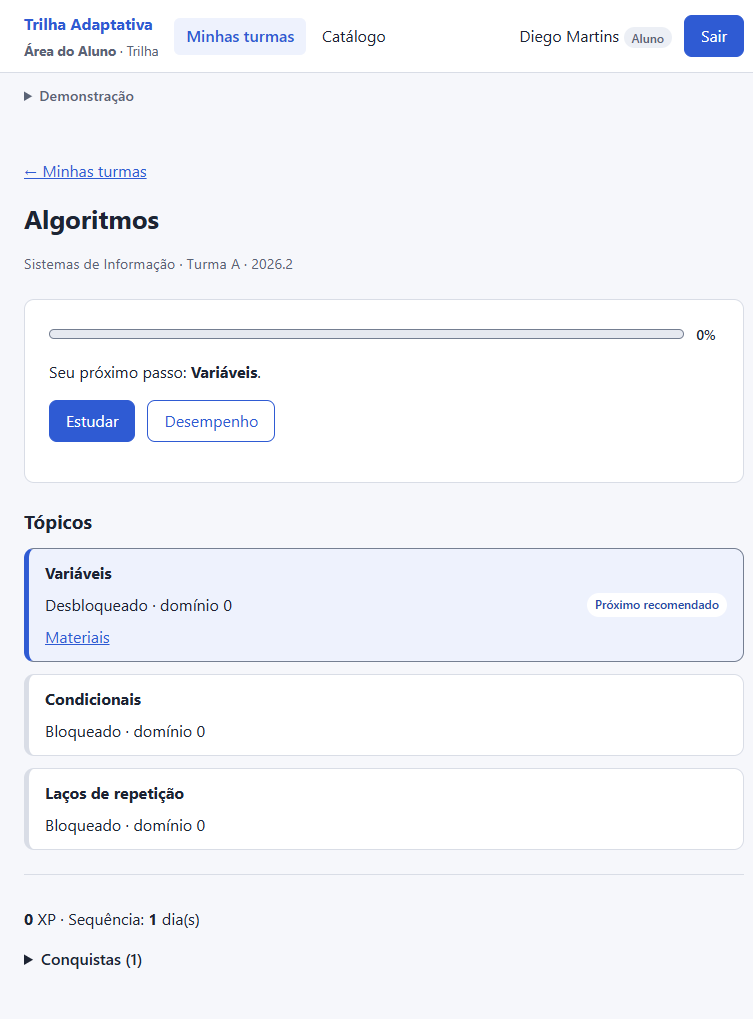 Trilha Adaptativa
Área do Aluno · Trilha
Minhas turmas
Catálogo
Diego Martins
Aluno
Sair
▶ Demonstração
← Minhas turmas
Algoritmos
Sistemas de Informação · Turma A · 2026.2
0%
Seu próximo passo: Variáveis.
Estudar
Desempenho
Tópicos
Variáveis
Desbloqueado · domínio 0
Próximo recomendado
Materiais
Condicionais
Bloqueado · domínio 0
Laços de repetição
Bloqueado · domínio 0
0 XP · Sequência: 1 dia(s)
▶ Conquistas (1)